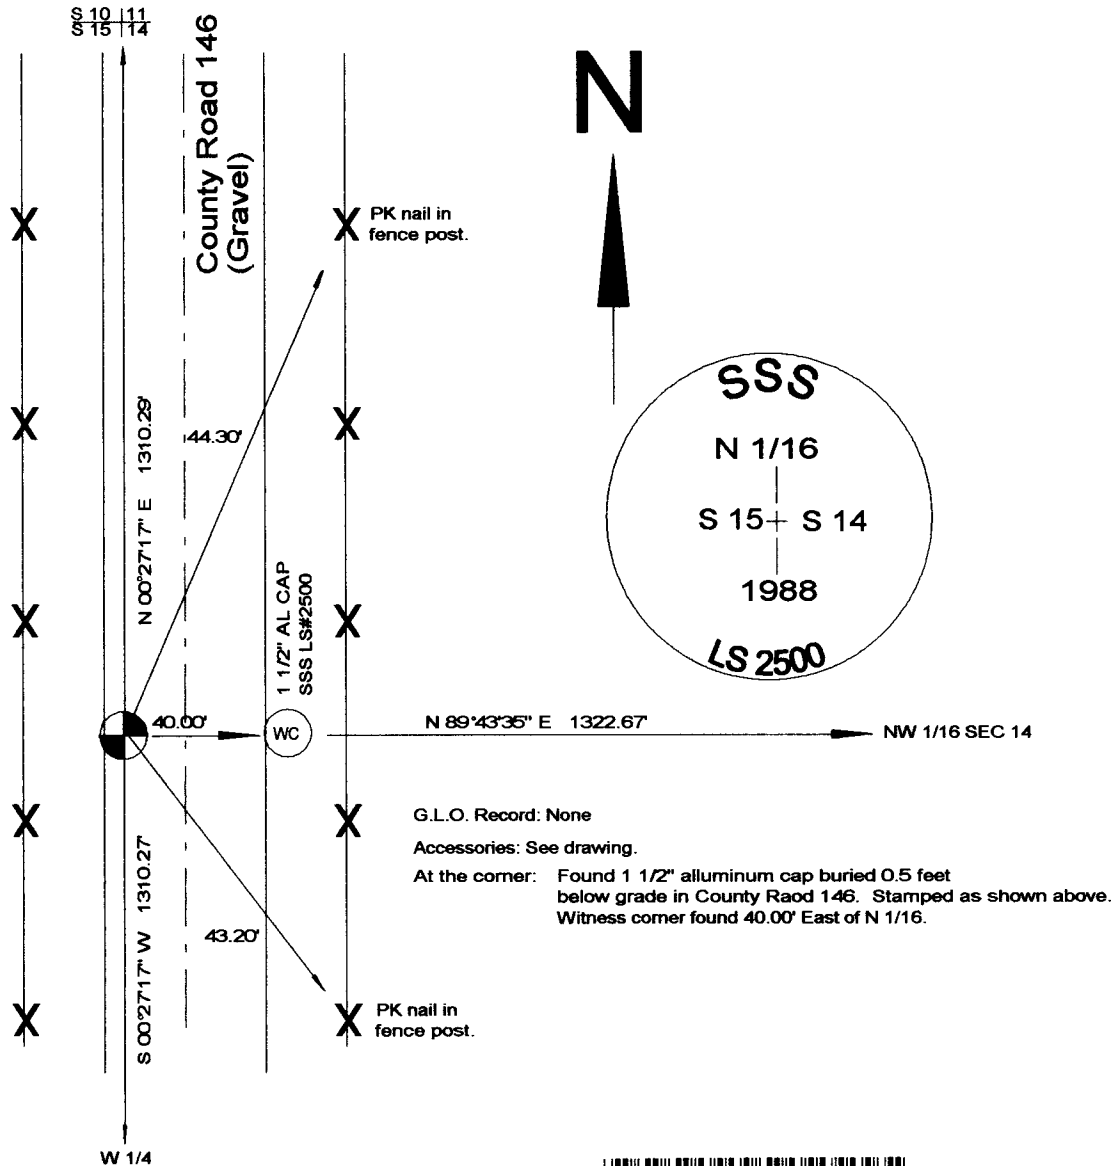 S 10 | 11
S 15 | 14
County Road 146
(Gravel)
N
PK nail in
fence post.
44.30'
N 00°27'17" E 1310.29'
1 1/2" AL CAP
SSS LS#2500
SSS
N 1/16
S 15 S 14
1988
LS 2500
40.00'
WC
N 89°43'35" E 1322.67'
NW 1/16 SEC 14
G.L.O. Record: None
Accessories: See drawing.
At the corner: Found 1 1/2" alluminum cap buried 0.5 feet
below grade in County Raod 146. Stamped as shown above.
Witness corner found 40.00' East of N 1/16.
S 00°27'17" W 1310.27'
43.20'
PK nail in
fence post.
W 1/4
X
X
X
X
X
X
X
X
X
X